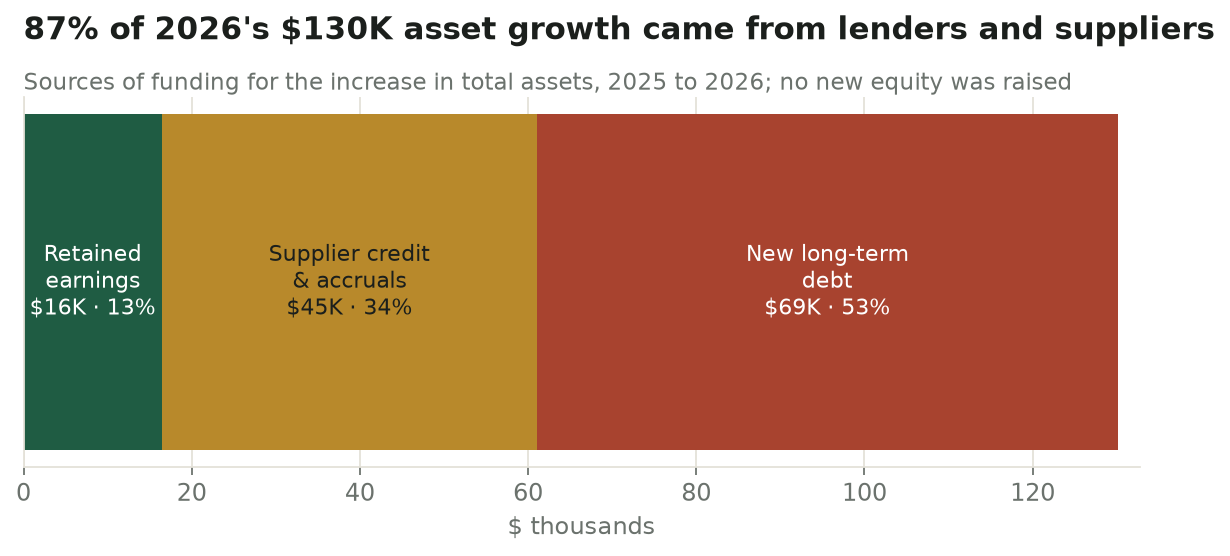 87% of 2026's $130K asset growth came from lenders and suppliers
Sources of funding for the increase in total assets, 2025 to 2026; no new equity was raised
Retained
earnings
$16K · 13%
Supplier credit
& accruals
$45K · 34%
New long-term
debt
$69K · 53%
0 20 40 60 80 100 120
$ thousands